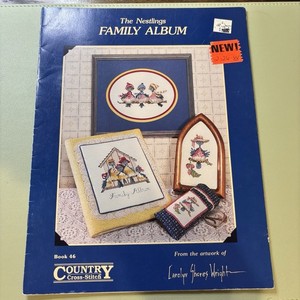 The Nestlings
FAMILY ALBUM
NEW!
Family Album
Book 46
COUNTRY
Cross-Stitch
From the artwork of
Carolyn Shores Wright